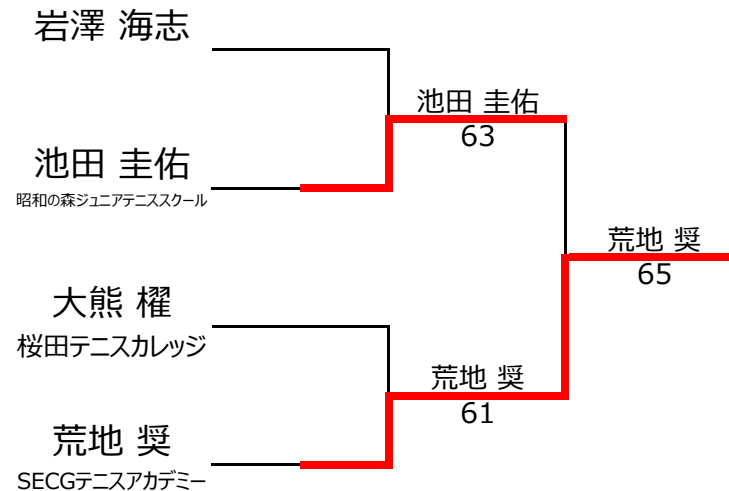 岩澤 海志
池田 圭佑
63
池田 圭佑
昭和の森ジュニアテニススクール
荒地 奨
65
大熊 櫂
桜田テニスカレッジ
荒地 奨
61
荒地 奨
SECGテニスアカデミー